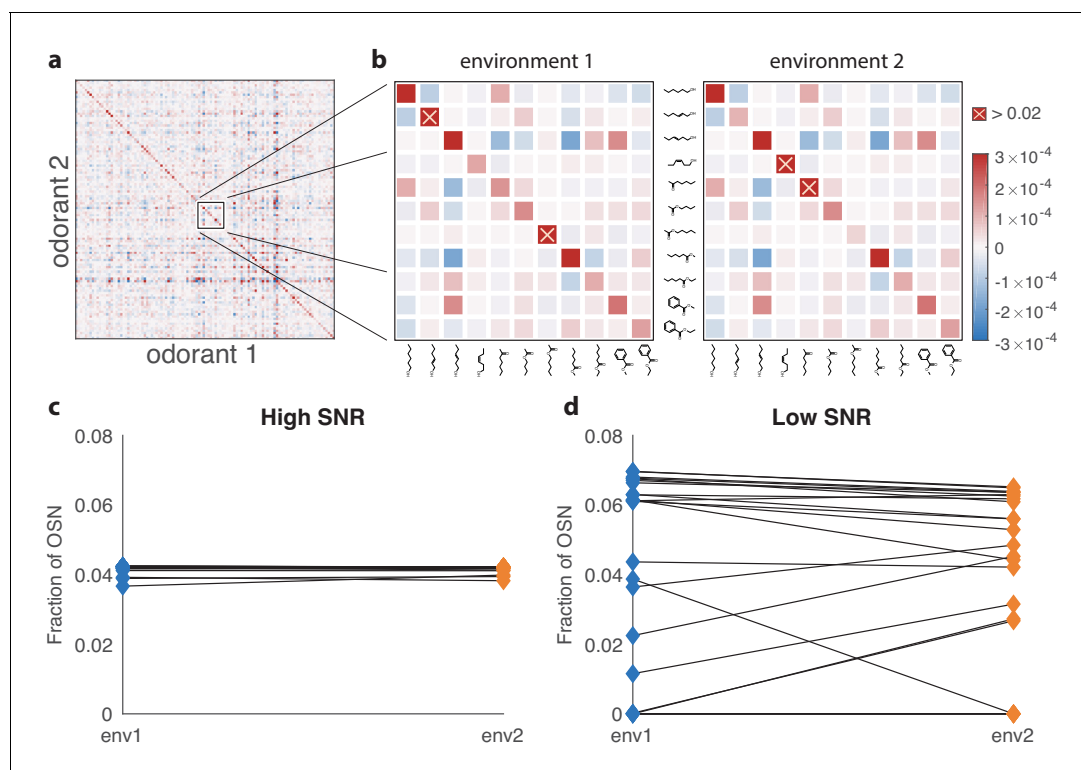 a
b
environment 1
environment 2
odorant 2
odorant 1
> 0.02
3 × 10⁻⁴
2 × 10⁻⁴
1 × 10⁻⁴
0
-1 × 10⁻⁴
-2 × 10⁻⁴
-3 × 10⁻⁴
c
High SNR
Fraction of OSN
0.08
0.06
0.04
0.02
0
env1
env2
d
Low SNR
Fraction of OSN
0.08
0.06
0.04
0.02
0
env1
env2